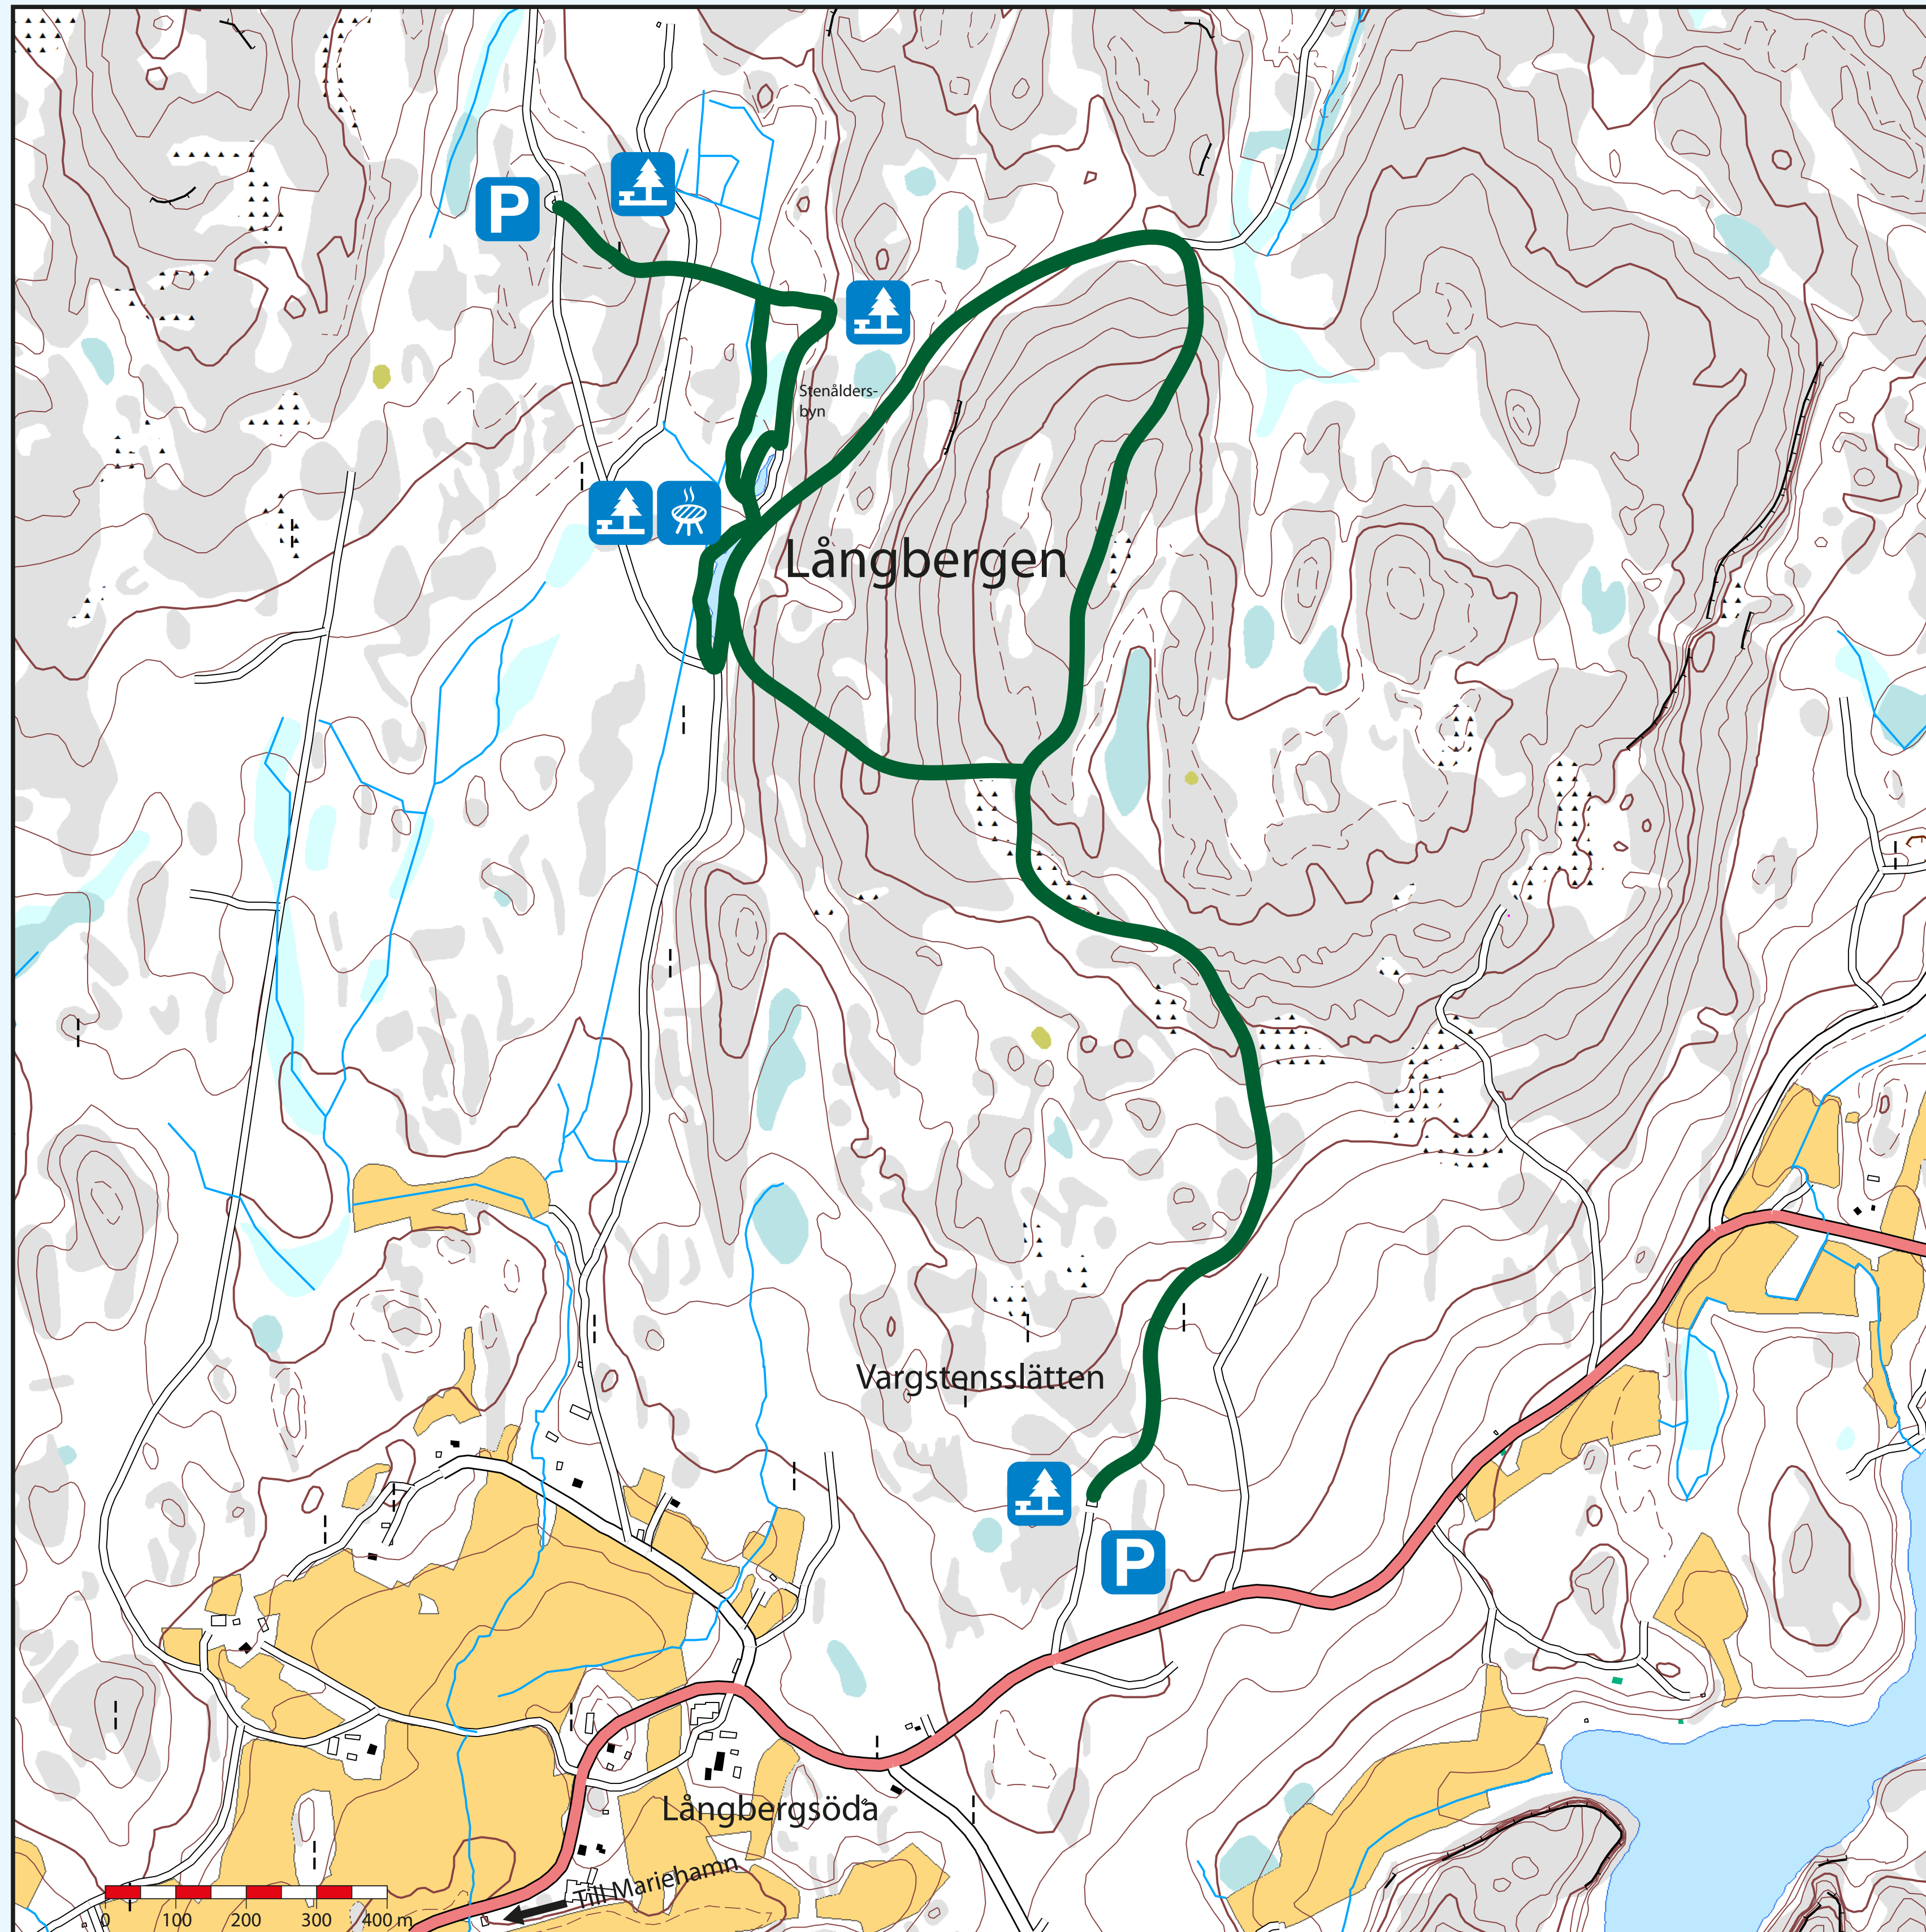 P
Stenålders-
byn
Långbergen
Vargstensslätten
P
Långbergsöda
Till Mariehamn
0 100 200 300 400 m